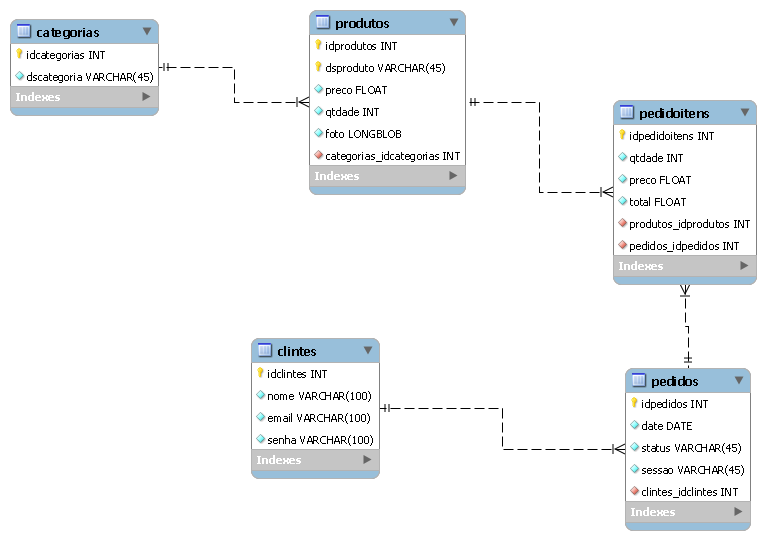 categorias
idcategorias INT
dscategoria VARCHAR(45)
Indexes
produtos
idprodutos INT
dsproduto VARCHAR(45)
preco FLOAT
qtdade INT
foto LONGBLOB
categorias_idcategorias INT
Indexes
pedidoitens
idpedidoitens INT
qtdade INT
preco FLOAT
total FLOAT
produtos_idprodutos INT
pedidos_idpedidos INT
Indexes
clintes
idclintes INT
nome VARCHAR(100)
email VARCHAR(100)
senha VARCHAR(100)
Indexes
pedidos
idpedidos INT
date DATE
status VARCHAR(45)
sessao VARCHAR(45)
clintes_idclintes INT
Indexes